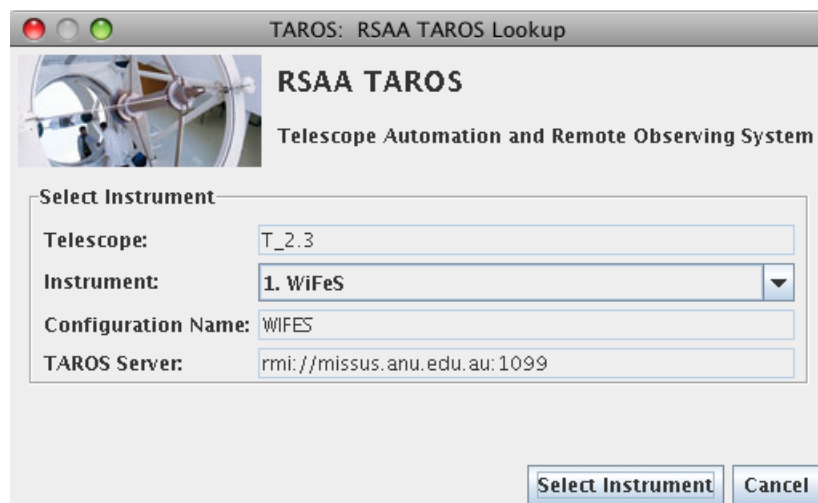 TAROS: RSAA TAROS Lookup
RSAA TAROS
Telescope Automation and Remote Observing System
Select Instrument
Telescope: T_2.3
Instrument: 1. WiFeS
Configuration Name: WIFES
TAROS Server: rmi://missus.anu.edu.au:1099
Select Instrument Cancel